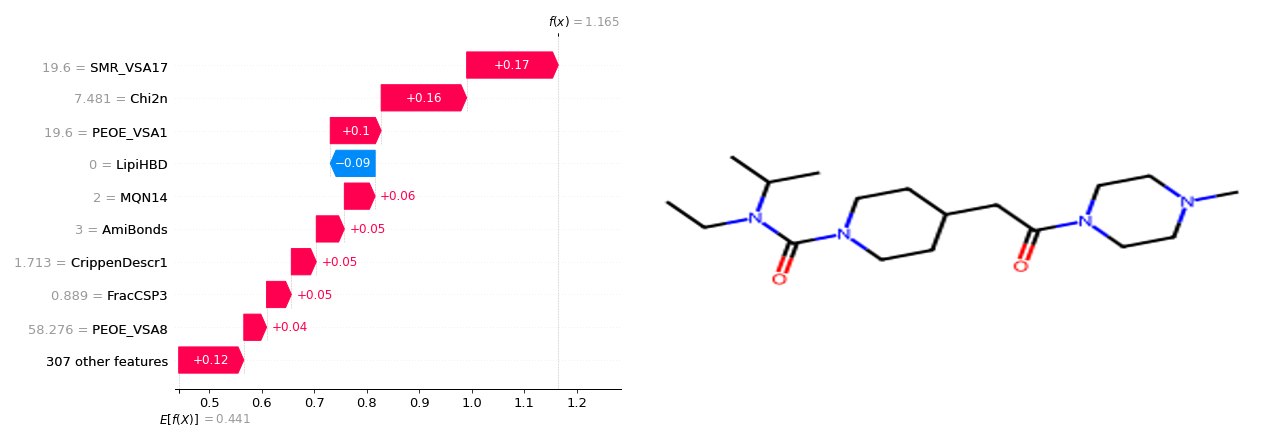 f(x) = 1.165
19.6 = SMR_VSA17
+0.17
7.481 = Chi2n
+0.16
19.6 = PEOE_VSA1
+0.1
0 = LipiHBD
−0.09
2 = MQN14
+0.06
3 = AmiBonds
+0.05
1.713 = CrippenDescr1
+0.05
0.889 = FracCSP3
+0.05
58.276 = PEOE_VSA8
+0.04
307 other features
+0.12
0.5 0.6 0.7 0.8 0.9 1.0 1.1 1.2
E[f(X)] = 0.441
N
O
N
O
N
N